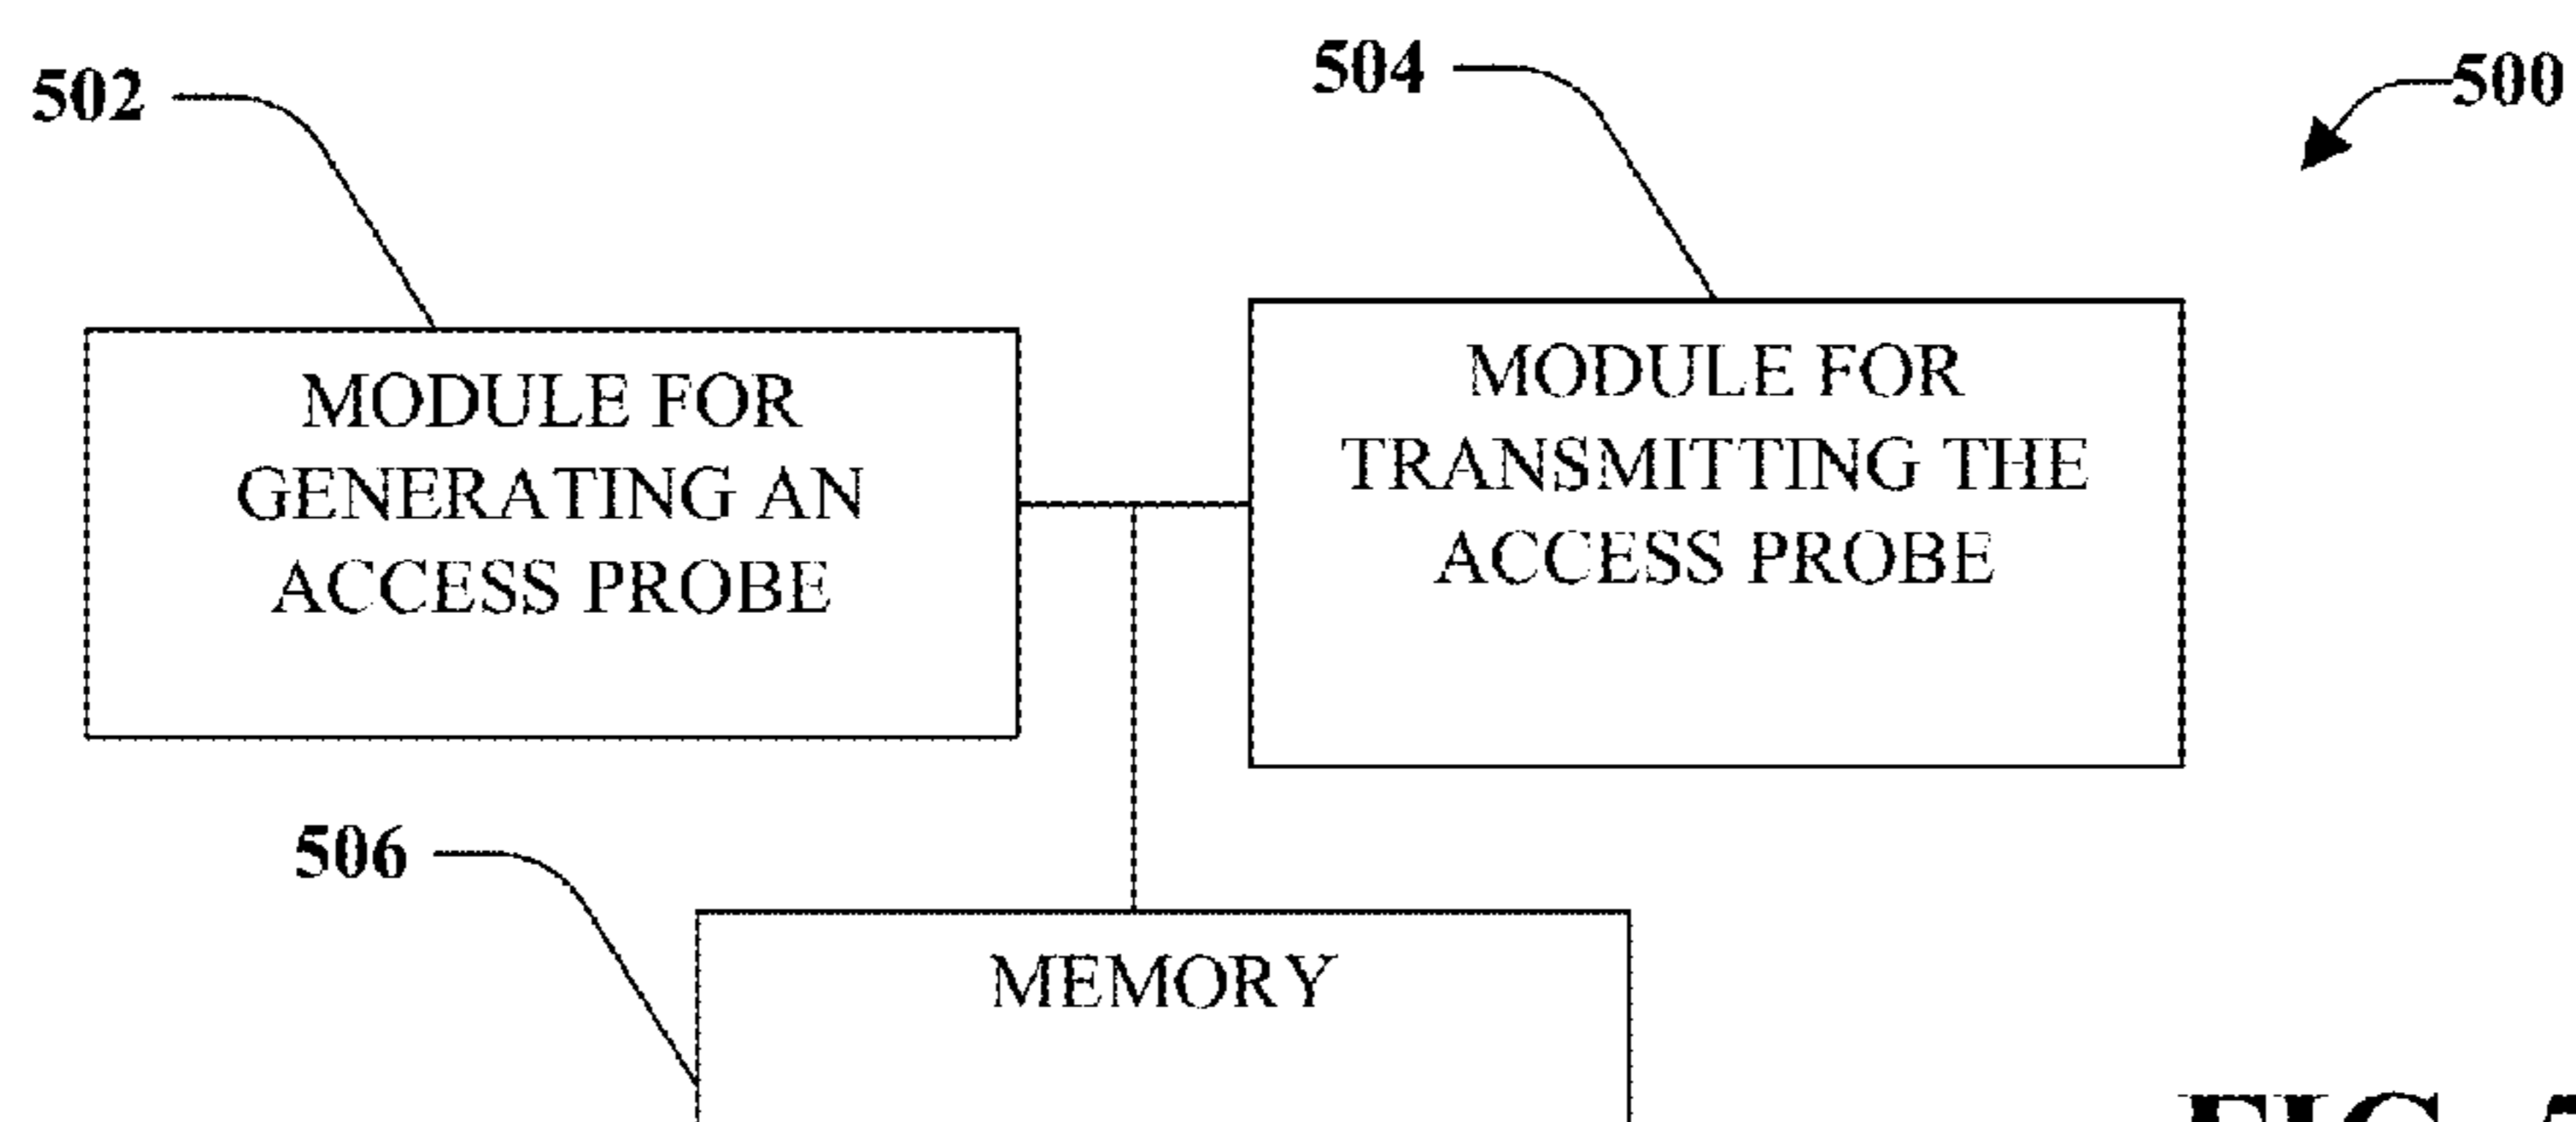 502
504
500
MODULE FOR
GENERATING AN
ACCESS PROBE
MODULE FOR
TRANSMITTING THE
ACCESS PROBE
506
MEMORY